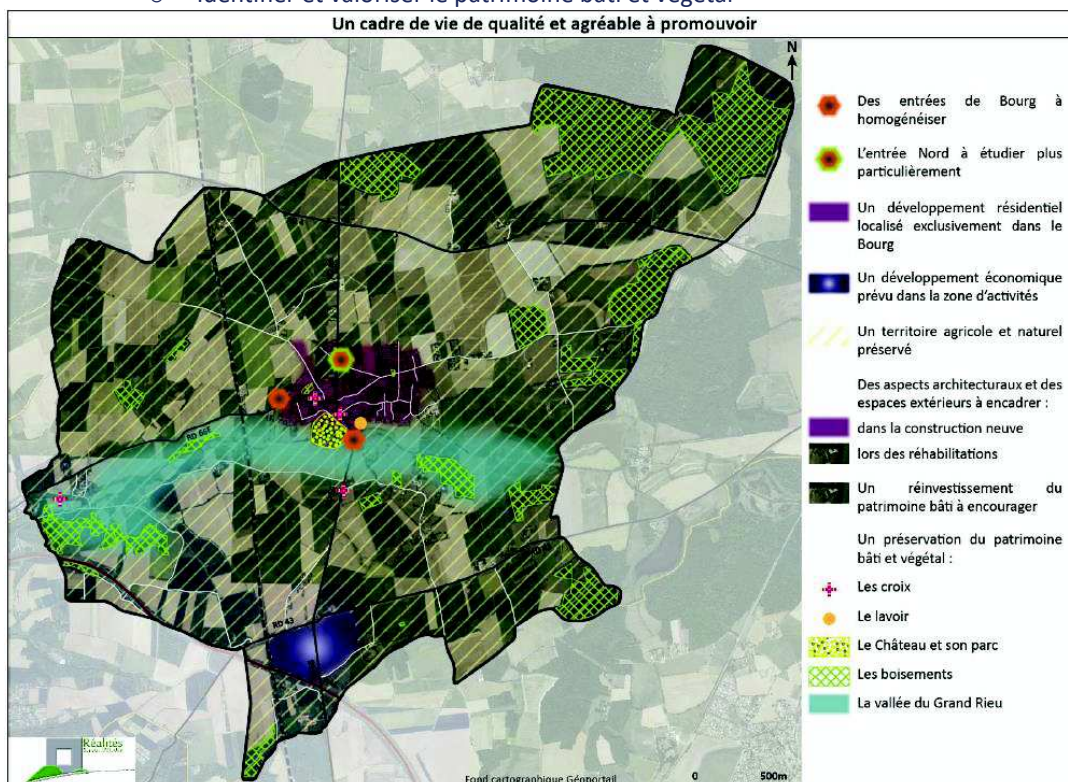 ○ Identifier et valoriser le patrimoine bâti et végétal
Un cadre de vie de qualité et agréable à promouvoir
N
Des entrées de Bourg à
homogénéiser
L'entrée Nord à étudier plus
particulièrement
Un développement résidentiel
localisé exclusivement dans le
Bourg
Un développement économique
prévu dans la zone d'activités
Un territoire agricole et naturel
préservé
Des aspects architecturaux et des
espaces extérieurs à encadrer :
dans la construction neuve
lors des réhabilitations
Un réinvestissement du
patrimoine bâti à encourager
Un préservation du patrimoine
bâti et végétal :
Les croix
Le lavoir
Le Château et son parc
Les boisements
La vallée du Grand Rieu
RD 43
Réalités
Fond cartographique Géoportail
0 500m